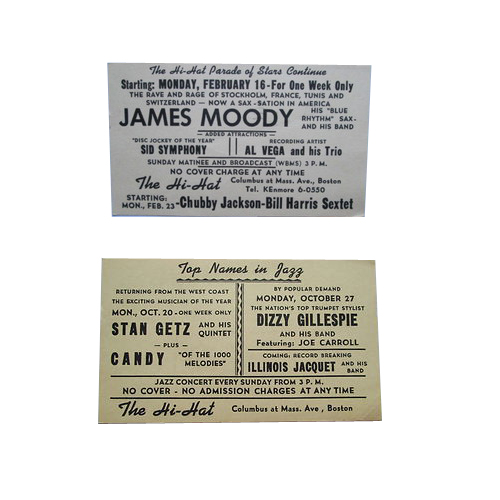 The Hi-Hat Parade of Stars Continue
Starting: MONDAY, FEBRUARY 16-For One Week Only
THE RAVE AND RAGE OF STOCKHOLM, FRANCE, TUNIS AND
SWITZERLAND — NOW A SAX-SATION IN AMERICA
JAMES MOODY
HIS "BLUE
RHYTHM" SAX-
AND HIS BAND
ADDED ATTRACTIONS
"DISC JOCKEY OF THE YEAR"
SID SYMPHONY
RECORDING ARTIST
AL VEGA and his Trio
SUNDAY MATINEE AND BROADCAST (WBMS) 3 P. M.
NO COVER CHARGE AT ANY TIME
The Hi-Hat
Columbus at Mass. Ave., Boston
Tel. KEnmore 6-0550
STARTING:
MON., FEB. 23-Chubby Jackson-Bill Harris Sextet
Top Names in Jazz
RETURNING FROM THE WEST COAST
THE EXCITING MUSICIAN OF THE YEAR
MON., OCT. 20 - ONE WEEK ONLY
STAN GETZ AND HIS
QUINTET
— PLUS —
CANDY "OF THE 1000
MELODIES"
BY POPULAR DEMAND
MONDAY, OCTOBER 27
THE NATION'S TOP TRUMPET STYLIST
DIZZY GILLESPIE
AND HIS BAND
Featuring: JOE CARROLL
COMING: RECORD BREAKING
ILLINOIS JACQUET AND HIS
BAND
JAZZ CONCERT EVERY SUNDAY FROM 3 P. M.
NO COVER - NO ADMISSION CHARGES AT ANY TIME
The Hi-Hat
Columbus at Mass. Ave , Boston